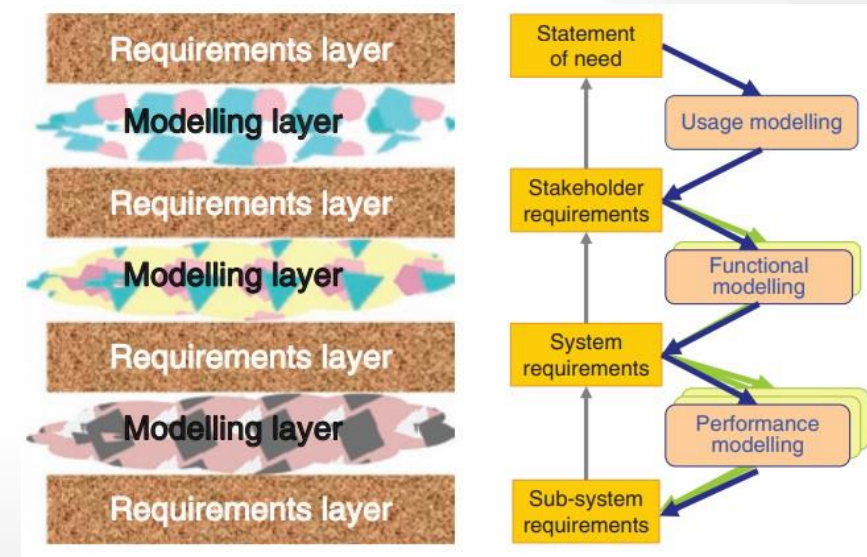 Requirements layer
Modelling layer
Requirements layer
Modelling layer
Requirements layer
Modelling layer
Requirements layer
Statement
of need
Usage modelling
Stakeholder
requirements
Functional
modelling
System
requirements
Performance
modelling
Sub-system
requirements